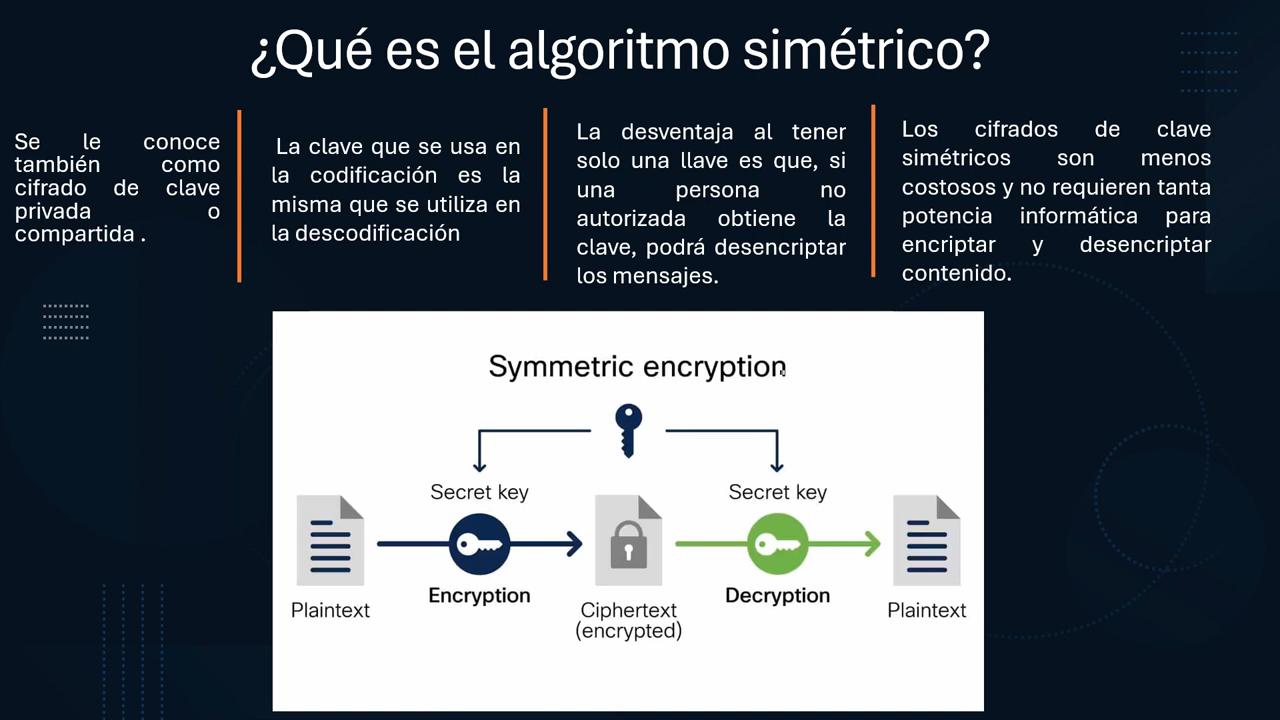 ¿Qué es el algoritmo simétrico?
Se le conoce
también como
cifrado de clave
privada o
compartida .
La clave que se usa en
la codificación es la
misma que se utiliza en
la descodificación
La desventaja al tener
solo una llave es que, si
una persona no
autorizada obtiene la
clave, podrá desencriptar
los mensajes.
Los cifrados de clave
simétricos son menos
costosos y no requieren tanta
potencia informática para
encriptar y desencriptar
contenido.
Symmetric encryption
Secret key
Secret key
Encryption
Decryption
Plaintext
Ciphertext
(encrypted)
Plaintext